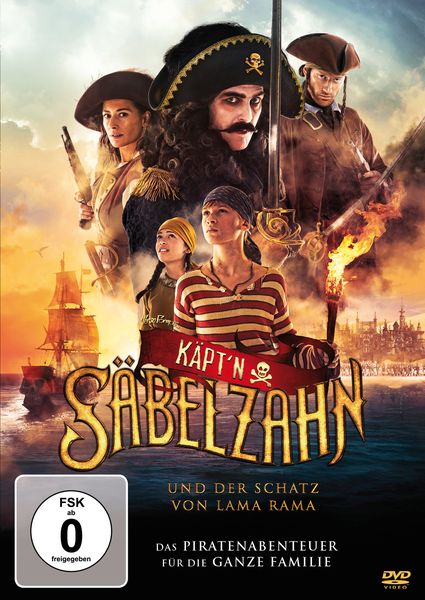 KÄPT'N
SÄBELZAHN
UND DER SCHATZ
VON LAMA RAMA
DAS PIRATENABENTEUER
FÜR DIE GANZE FAMILIE
FSK
ab
0
freigegeben
DVD
VIDEO